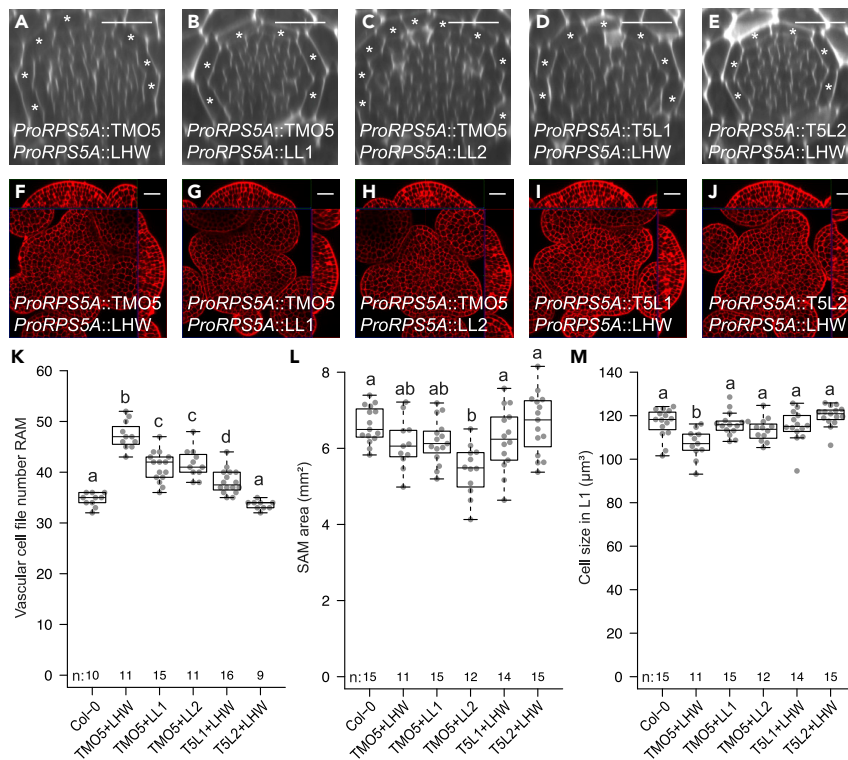 A
B
C
D
E
ProRPS5A::TMO5
ProRPS5A::LHW
ProRPS5A::TMO5
ProRPS5A::LL1
ProRPS5A::TMO5
ProRPS5A::LL2
ProRPS5A::T5L1
ProRPS5A::LHW
ProRPS5A::T5L2
ProRPS5A::LHW
F
G
H
I
J
ProRPS5A::TMO5
ProRPS5A::LHW
ProRPS5A::TMO5
ProRPS5A::LL1
ProRPS5A::TMO5
ProRPS5A::LL2
ProRPS5A::T5L1
ProRPS5A::LHW
ProRPS5A::T5L2
ProRPS5A::LHW
K
Vascular cell file number RAM
60
50
40
30
20
10
0
a
b
c
c
d
a
n: 10 11 15 11 16 9
Col-0
TMO5+LHW
TMO5+LL1
TMO5+LL2
T5L1+LHW
T5L2+LHW
L
SAM area (mm²)
8
6
4
2
0
a
ab
ab
b
a
a
n: 15 11 15 12 14 15
Col-0
TMO5+LHW
TMO5+LL1
TMO5+LL2
T5L1+LHW
T5L2+LHW
M
Cell size in L1 (µm³)
140
120
100
80
60
40
20
0
a
b
a
a
a
a
n: 15 11 15 12 14 15
Col-0
TMO5+LHW
TMO5+LL1
TMO5+LL2
T5L1+LHW
T5L2+LHW